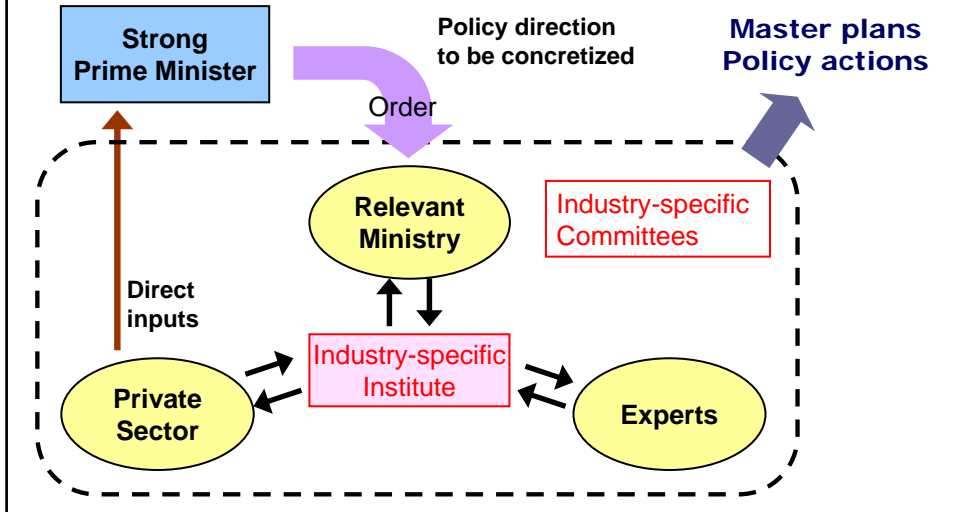 Strong
Prime Minister
Policy direction
to be concretized
Master plans
Policy actions
Order
Relevant
Ministry
Industry-specific
Committees
Direct
inputs
Industry-specific
Institute
Private
Sector
Experts